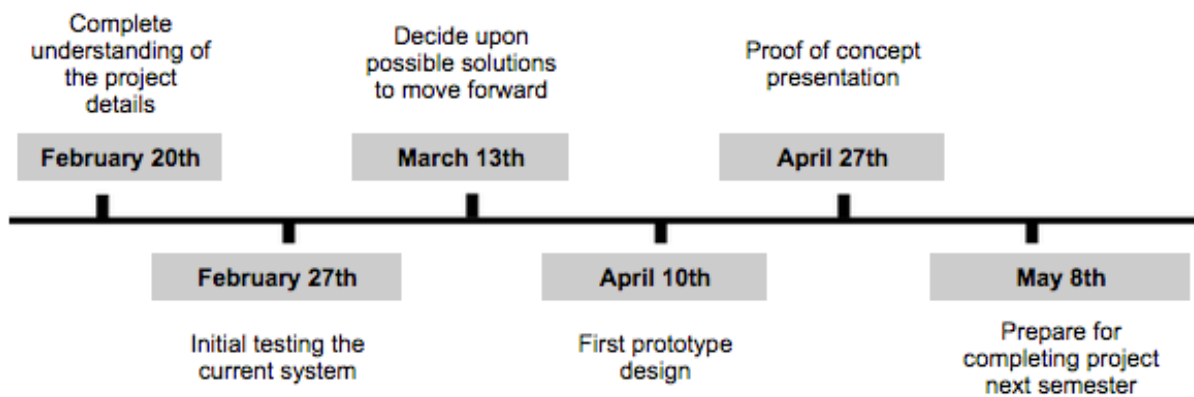 Complete
understanding of
the project
details
February 20th
Decide upon
possible solutions
to move forward
March 13th
Proof of concept
presentation
April 27th
February 27th
Initial testing the
current system
April 10th
First prototype
design
May 8th
Prepare for
completing project
next semester